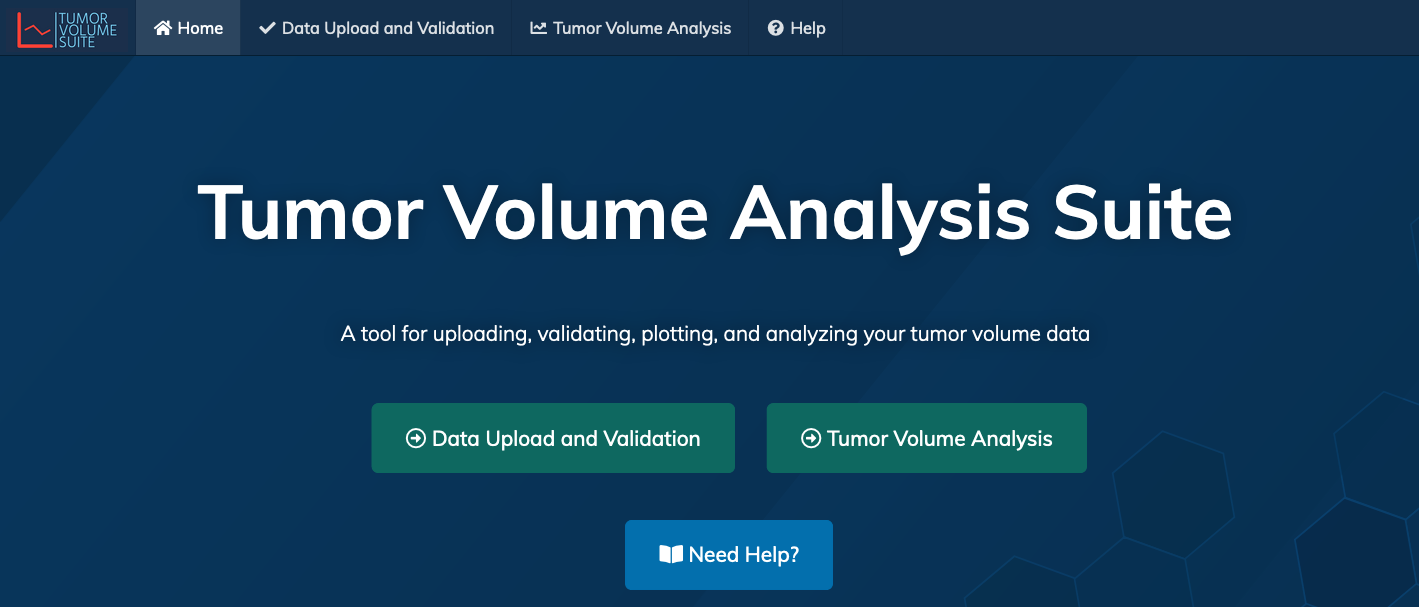 TUMOR
VOLUME
SUITE
Home
Data Upload and Validation
Tumor Volume Analysis
Help
Tumor Volume Analysis Suite
A tool for uploading, validating, plotting, and analyzing your tumor volume data
Data Upload and Validation
Tumor Volume Analysis
Need Help?